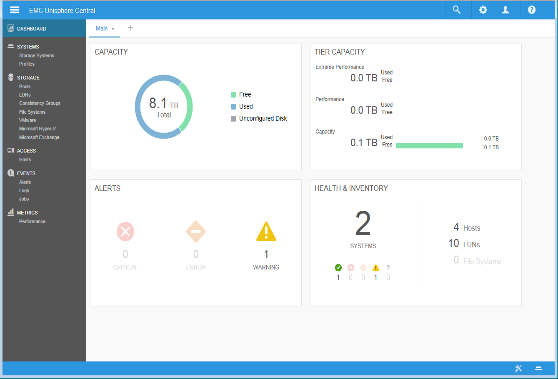 EMC Unisphere Central
DASHBOARD
SYSTEMS
Storage Systems
Profiles
STORAGE
Pools
LUNs
Consistency Groups
File Systems
VMware
Microsoft Hyper-V
Microsoft Exchange
ACCESS
Hosts
EVENTS
Alerts
Logs
Jobs
METRICS
Performance
Main
CAPACITY
8.1 TB
Total
Free
Used
Unconfigured Disk
TIER CAPACITY
Extreme Performance
0.0 TB Used
Free
Performance
0.0 TB Used
Free
Capacity
0.1 TB Used 0.0 TB
Free 0.1 TB
ALERTS
0 0 1
CRITICAL ERROR WARNING
HEALTH & INVENTORY
2
SYSTEMS
1 0 0 1 0
4 Hosts
10 LUNs
0 File Systems